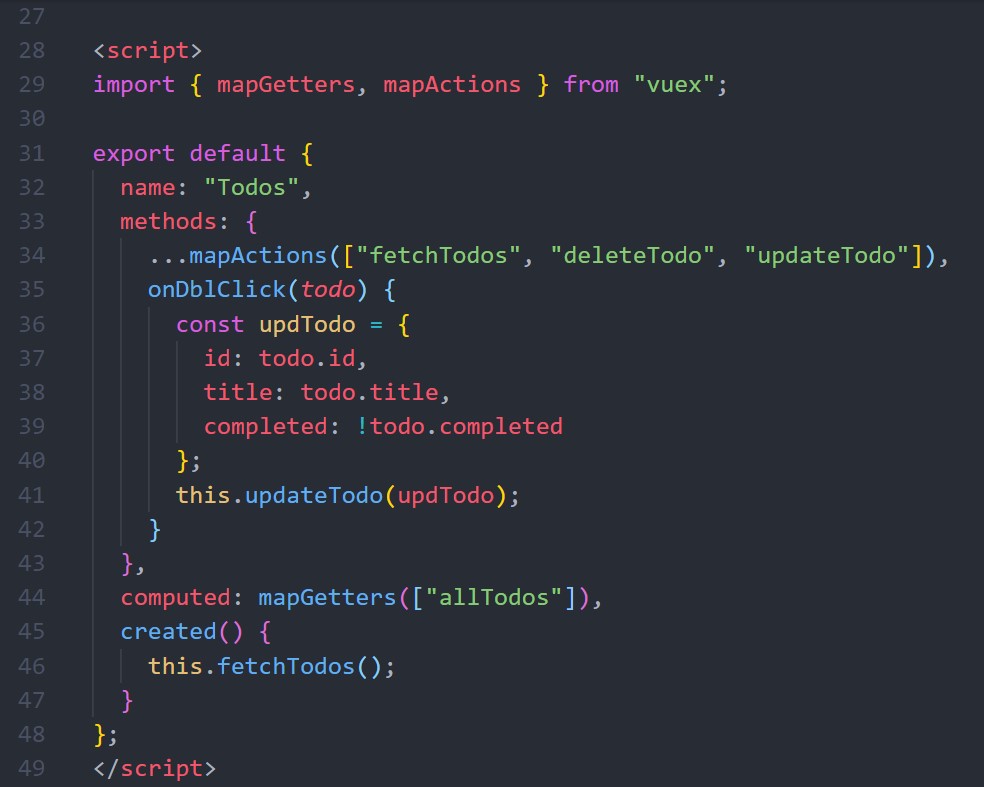 27
28 <script>
29 import { mapGetters, mapActions } from "vuex";
30
31 export default {
32   name: "Todos",
33   methods: {
34     ...mapActions(["fetchTodos", "deleteTodo", "updateTodo"]),
35     onDblClick(todo) {
36       const updTodo = {
37         id: todo.id,
38         title: todo.title,
39         completed: !todo.completed
40       };
41       this.updateTodo(updTodo);
42     }
43   },
44   computed: mapGetters(["allTodos"]),
45   created() {
46     this.fetchTodos();
47   }
48 };
49 </script>